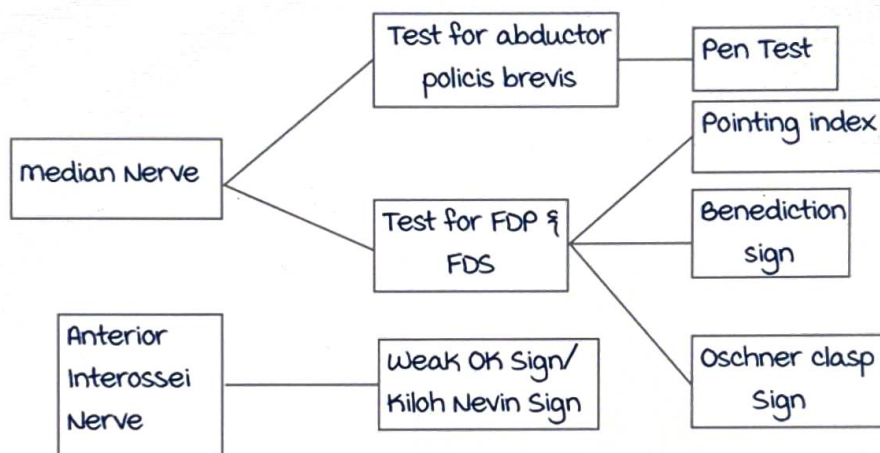 median Nerve
Test for abductor
policis brevis
Pen Test
Test for FDP &
FDS
Pointing index
Benediction
sign
Oschner clasp
Sign
Anterior
Interossei
Nerve
Weak OK Sign/
Kiloh Nevin Sign